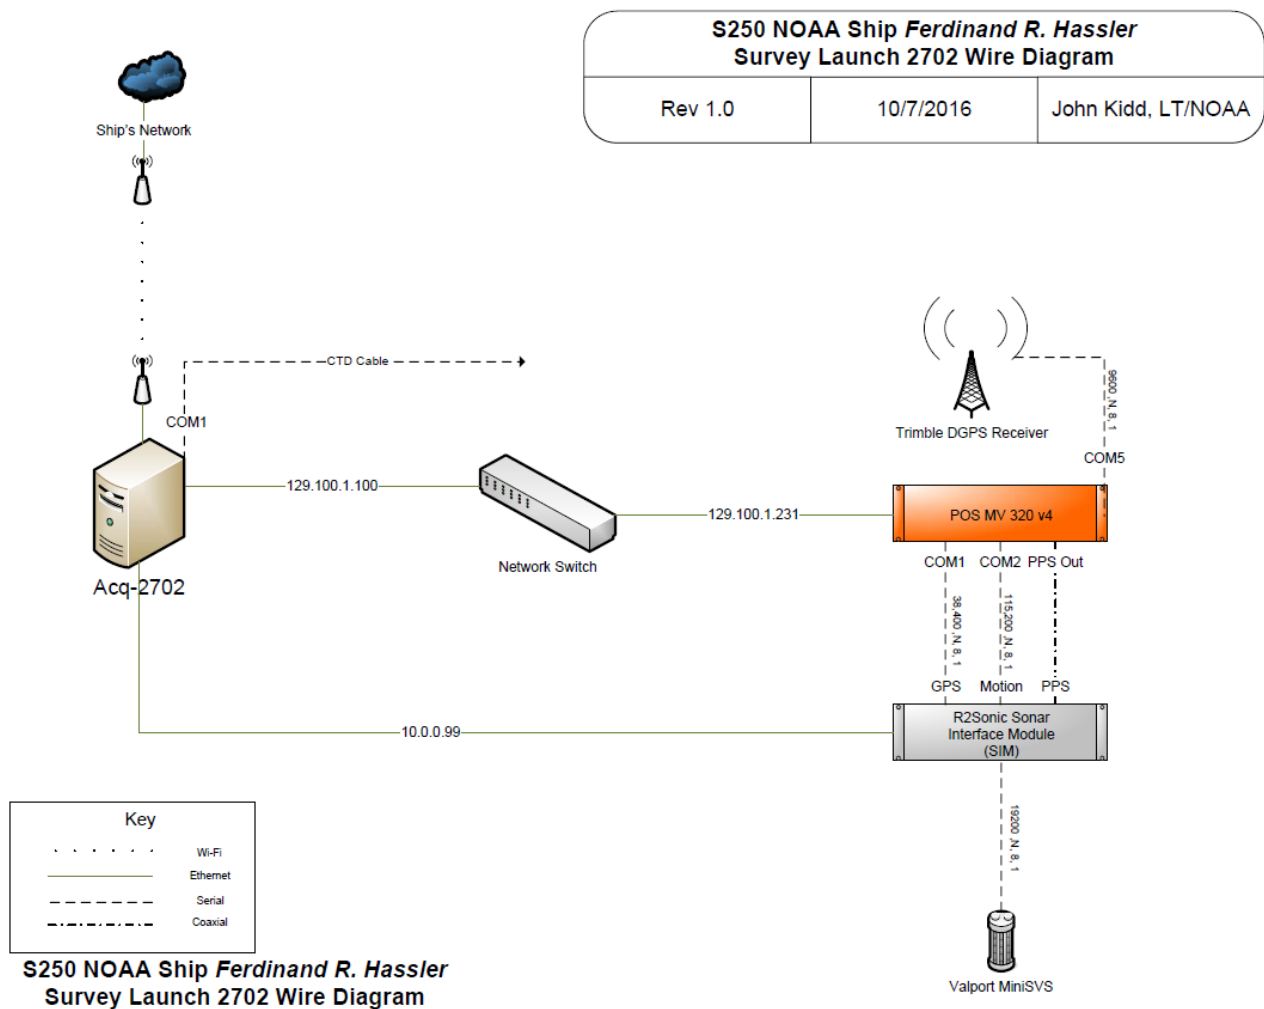 S250 NOAA Ship Ferdinand R. Hassler
Survey Launch 2702 Wire Diagram
Rev 1.0
10/7/2016
John Kidd, LT/NOAA
Ship's Network
CTD Cable
COM1
Acq-2702
129.100.1.100
Network Switch
129.100.1.231
Trimble DGPS Receiver
9600 ,N, 8, 1
COM5
POS MV 320 v4
COM1
COM2
PPS Out
38,400 ,N, 8, 1
115,200 ,N, 8, 1
GPS
Motion
PPS
R2Sonic Sonar
Interface Module
(SIM)
10.0.0.99
19200 ,N, 8, 1
Valport MiniSVS
Key
Wi-Fi
Ethernet
Serial
Coaxial
S250 NOAA Ship Ferdinand R. Hassler
Survey Launch 2702 Wire Diagram